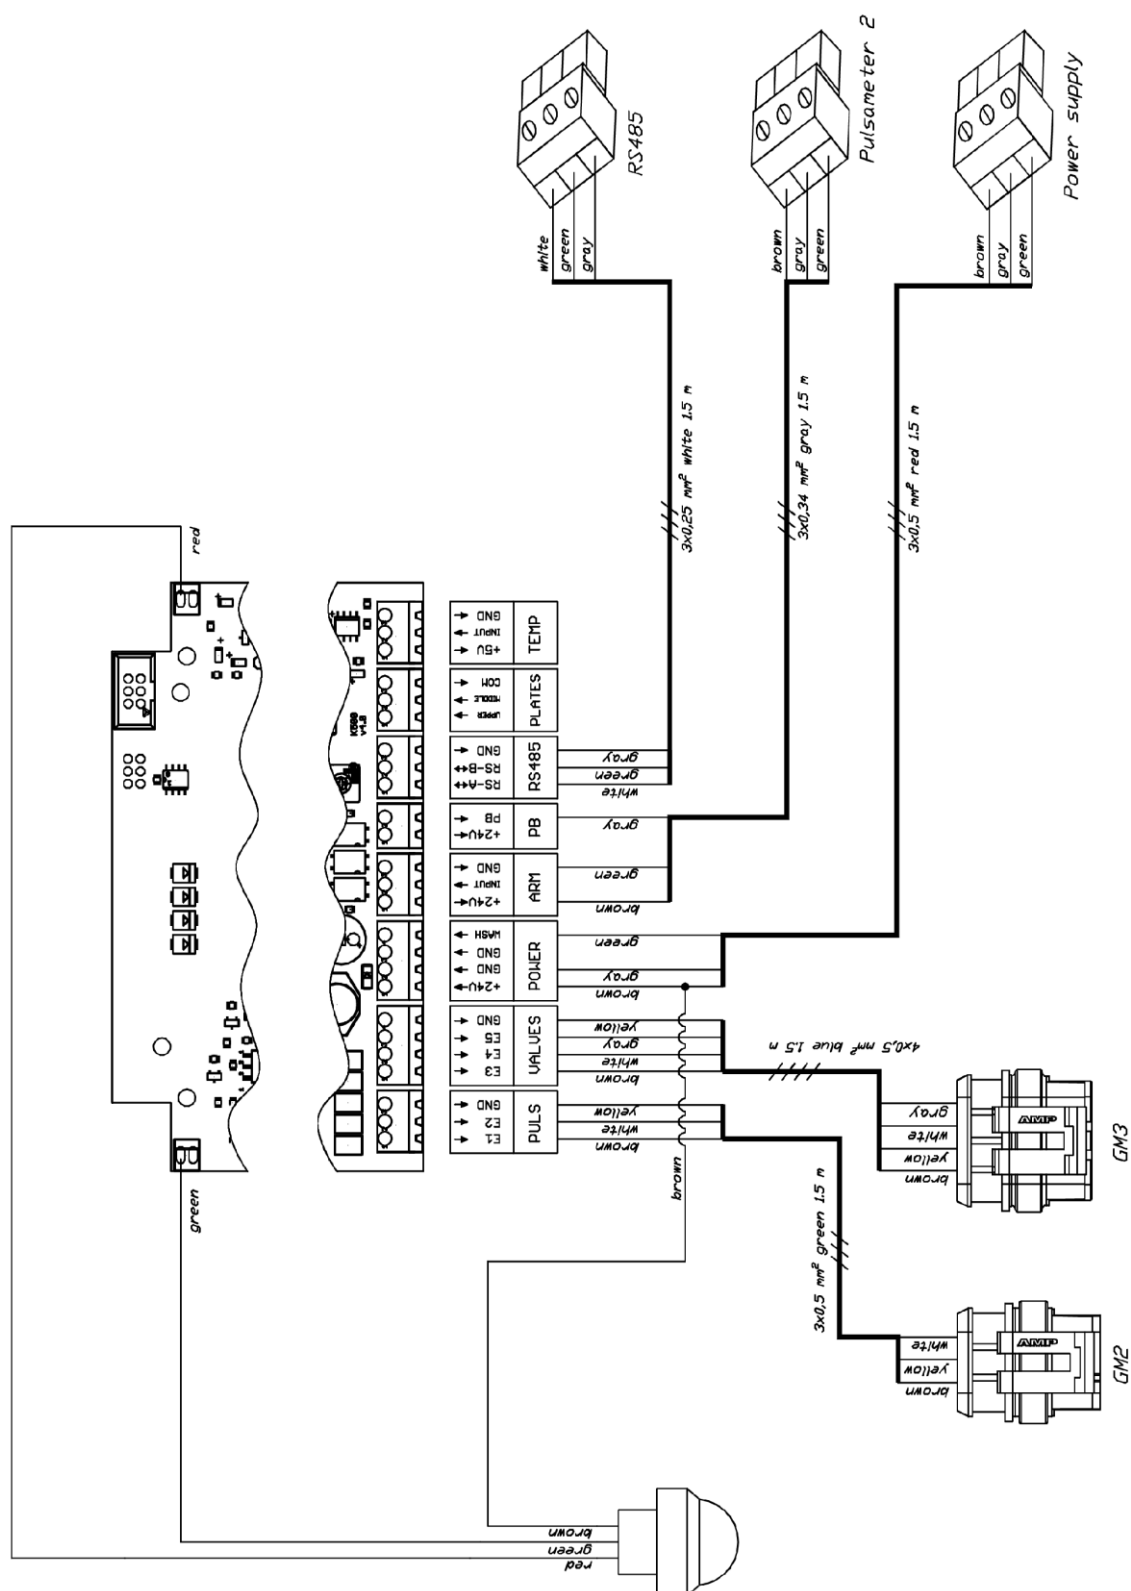 RS485
Pulsameter 2
Power supply
white
green
gray
brown
gray
green
brown
gray
green
3x0,25 mm² white 1.5 m
3x0,34 mm² gray 1.5 m
3x0,5 mm² red 1.5 m
red
K500
v4.0
GND
INPUT
+5V
TEMP
COM
MIDDLE
UPPER
PLATES
GND
RS-B
RS-A
RS485
gray
green
white
PB
+24V
PB
gray
GND
INPUT
+24V
ARM
green
brown
WASH
GND
GND
+24V
POWER
green
gray
brown
GND
E5
E4
E3
VALVES
yellow
gray
white
brown
GND
E2
E1
PULS
yellow
white
brown
4x0,5 mm² blue 1.5 m
brown
green
3x0,5 mm² green 1.5 m
gray
white
yellow
brown
AMP
GM3
white
yellow
brown
AMP
GM2
brown
green
red